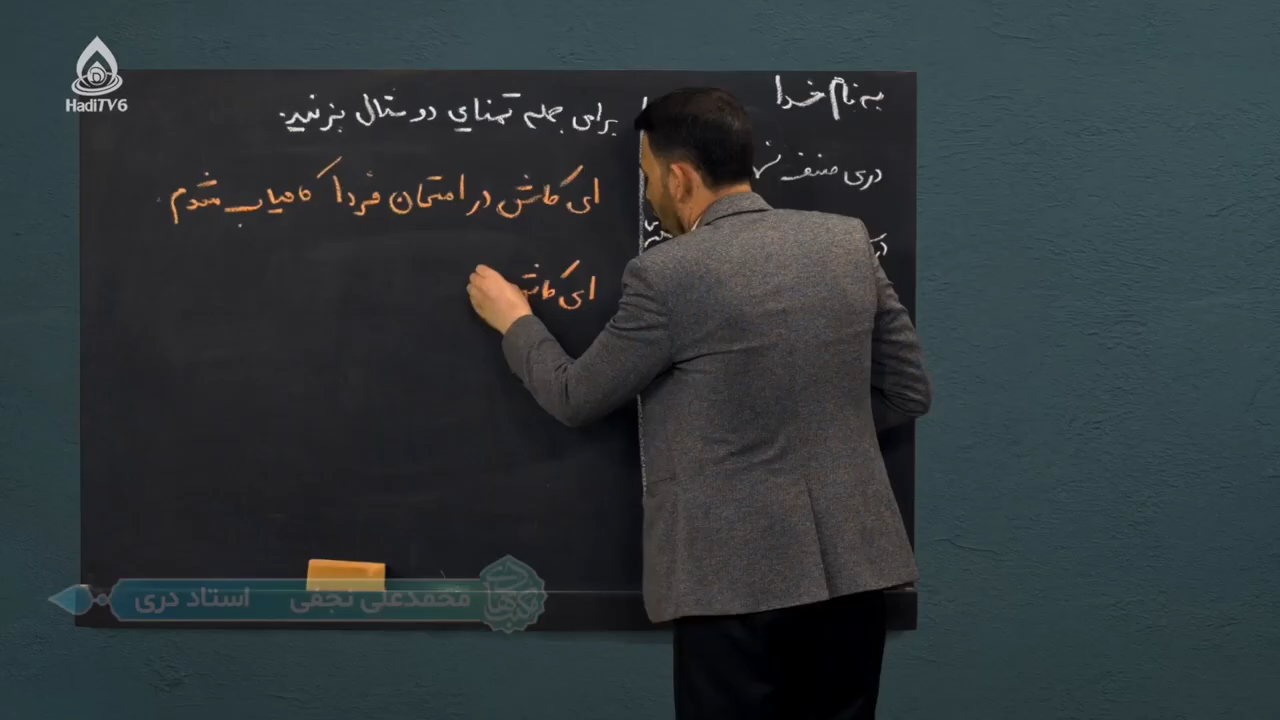 HadiTV6
به نام خدا
دری صنف
برای جمله تمنای دو مثال بزنید.
ای کاش در امتحان فردا کامیاب شدم.
ای کاش
محمدعلی نجفی استاد دری